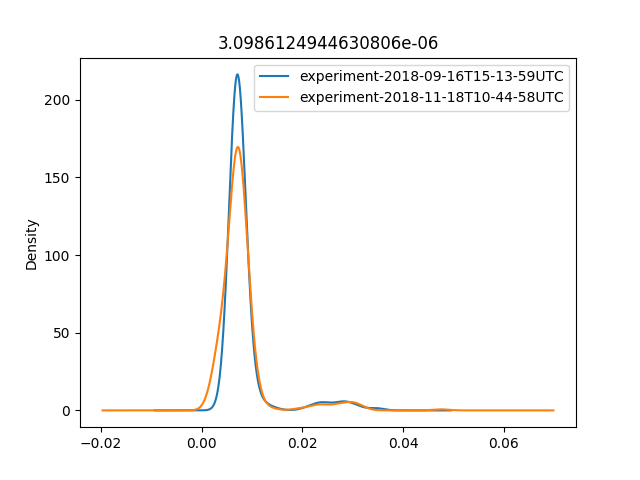 3.0986124944630806e-06
experiment-2018-09-16T15-13-59UTC
experiment-2018-11-18T10-44-58UTC
Density
200
150
100
50
0
−0.02 0.00 0.02 0.04 0.06